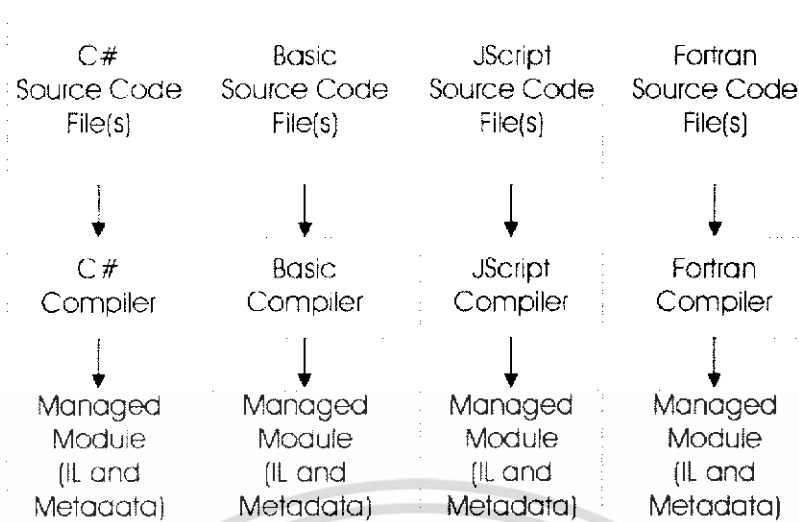 C#
Source Code
File(s)
Basic
Source Code
File(s)
JScript
Source Code
File(s)
Fortran
Source Code
File(s)
C#
Compiler
Basic
Compiler
JScript
Compiler
Fortran
Compiler
Managed
Module
(IL and
Metadata)
Managed
Module
(IL and
Metadata)
Managed
Module
(IL and
Metadata)
Managed
Module
(IL and
Metadata)